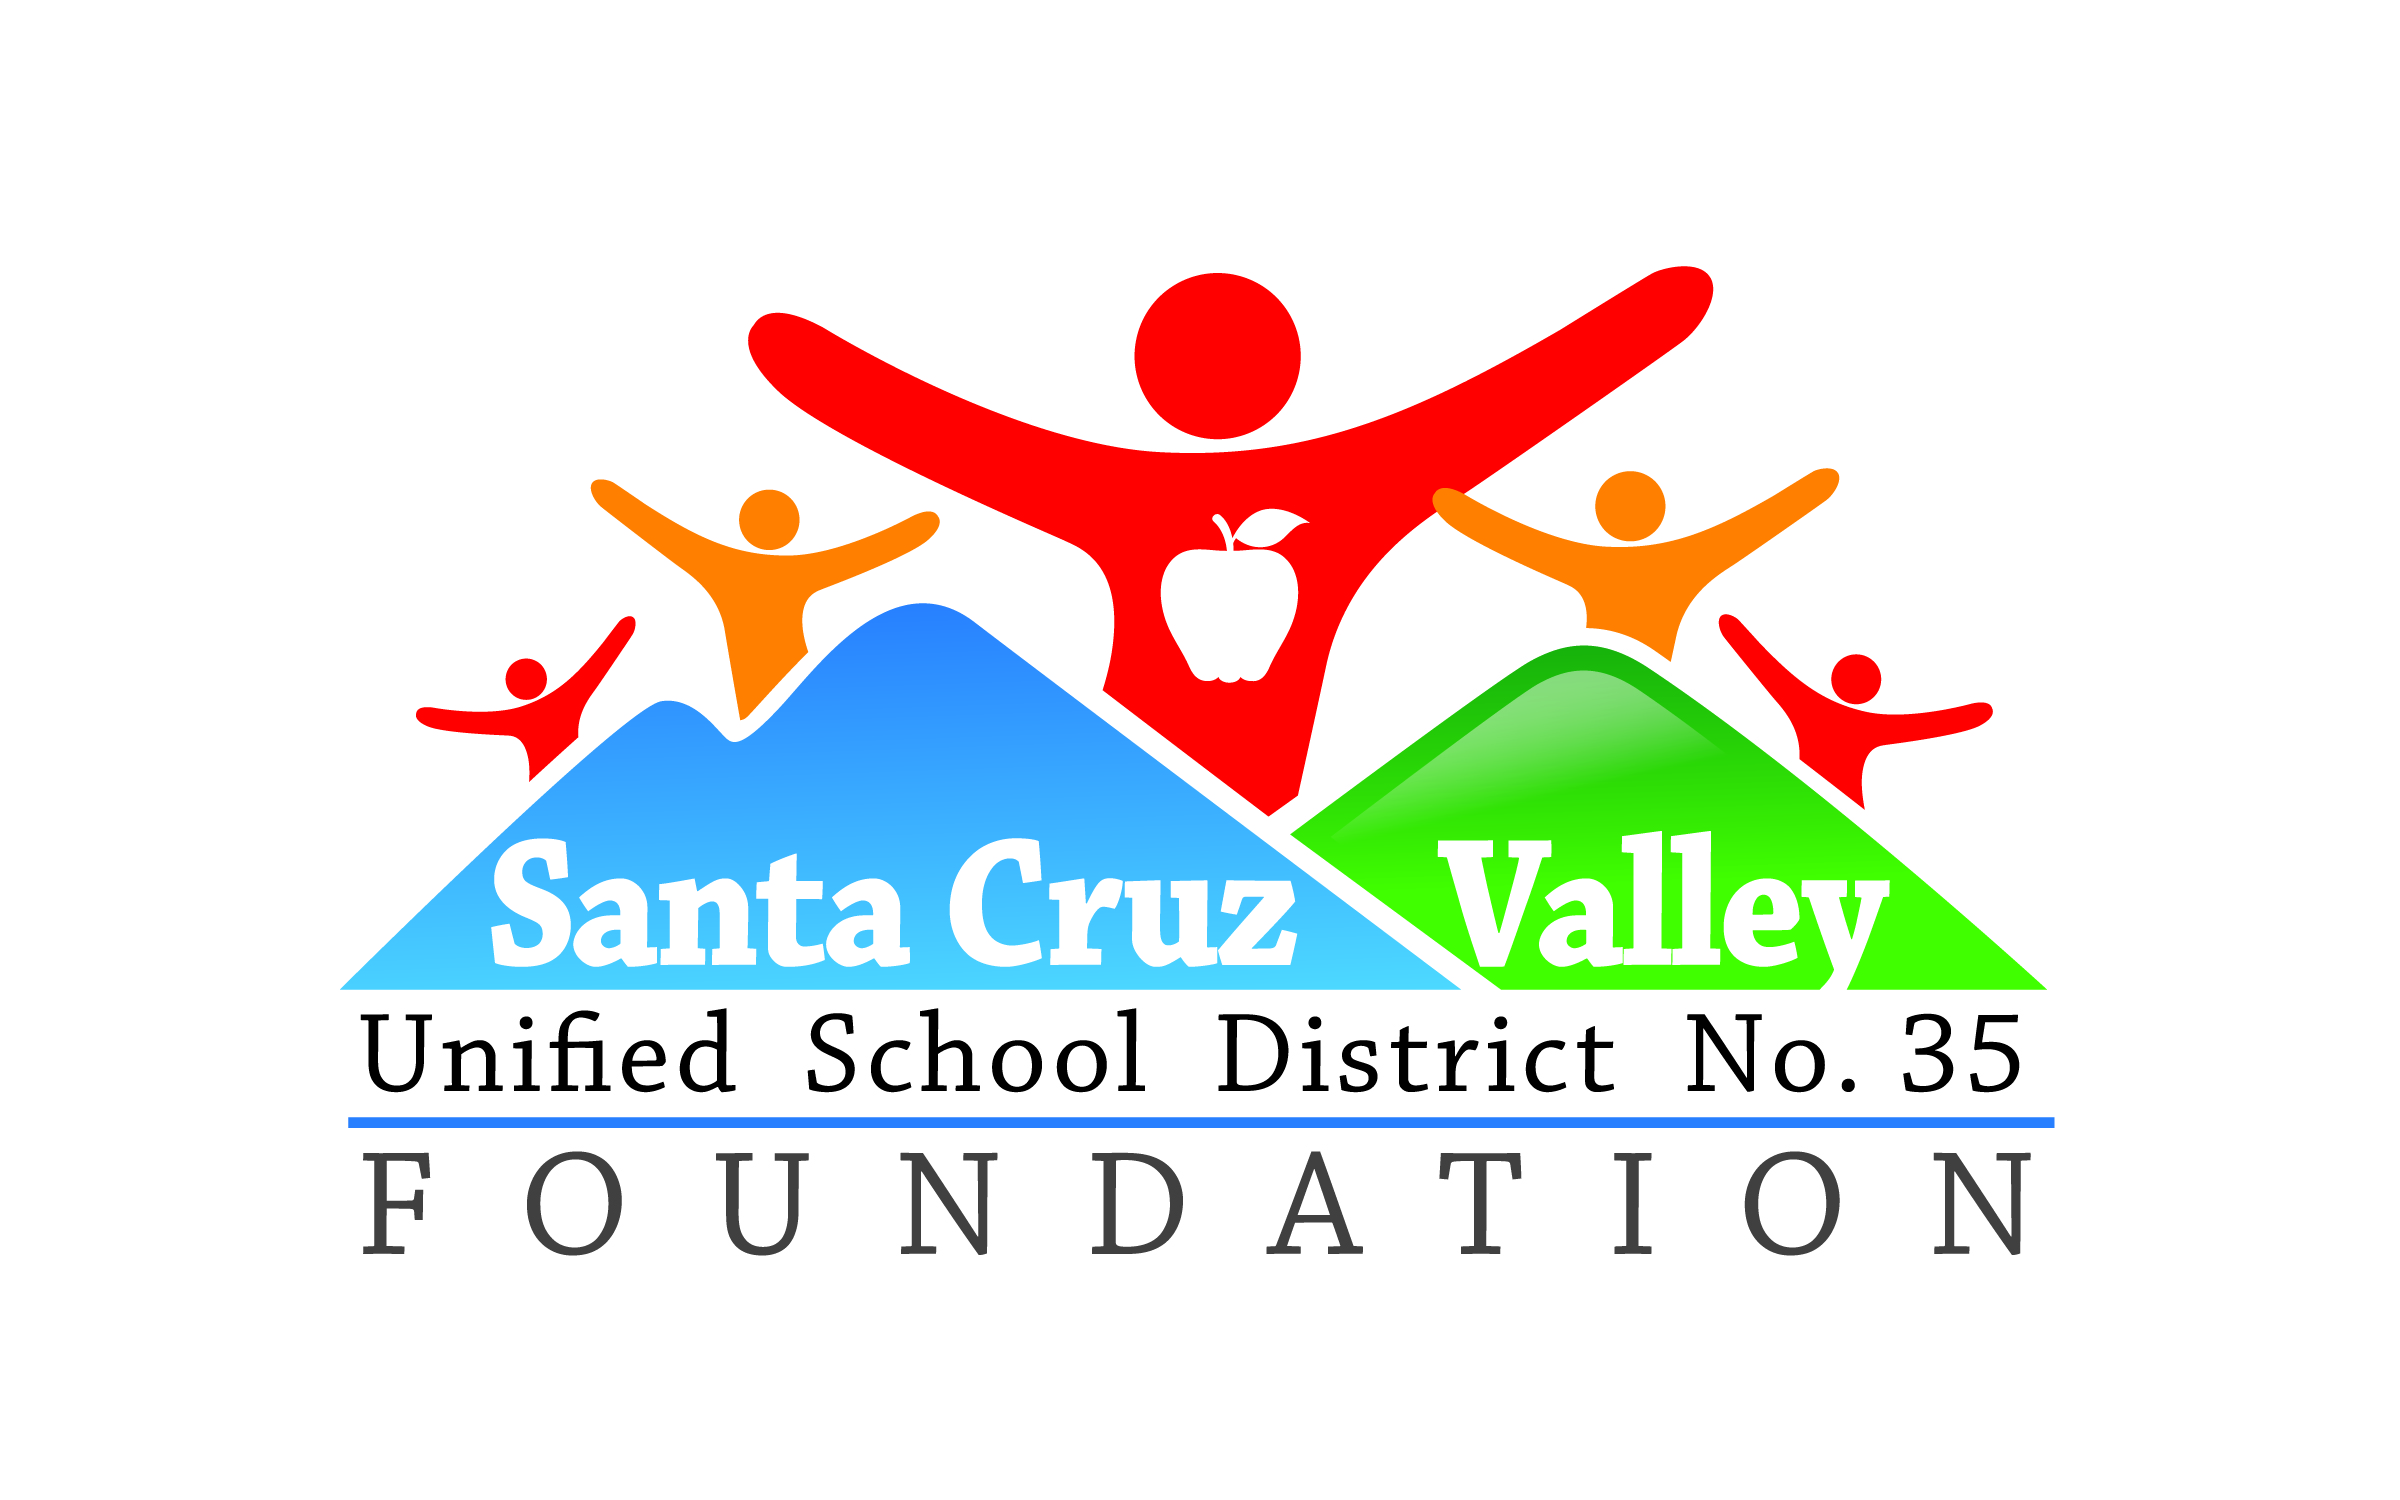 Santa Cruz Valley
Unified School District No. 35
FOUNDATION